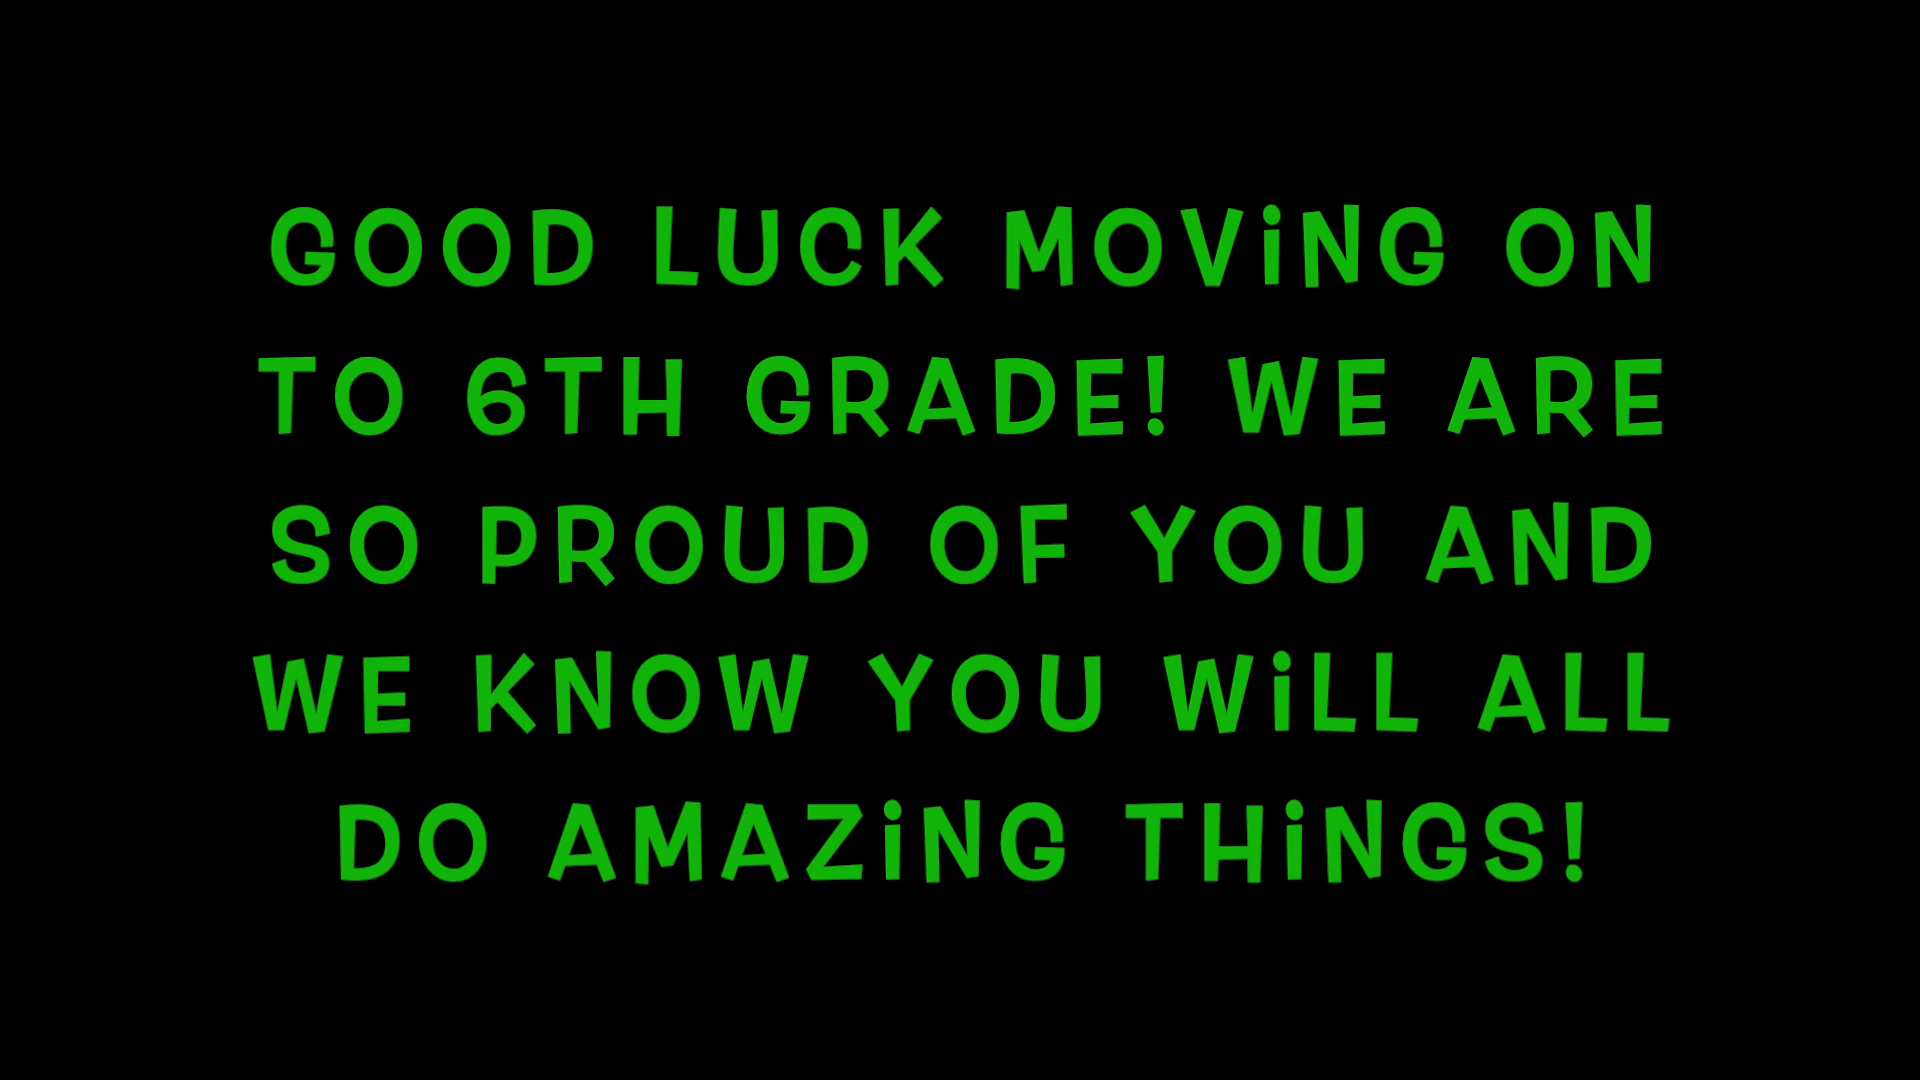 GOOD LUCK MOViNG ON
TO 6TH GRADE! WE ARE
SO PROUD OF YOU AND
WE KNOW YOU WiLL ALL
DO AMAZiNG THiNGS!